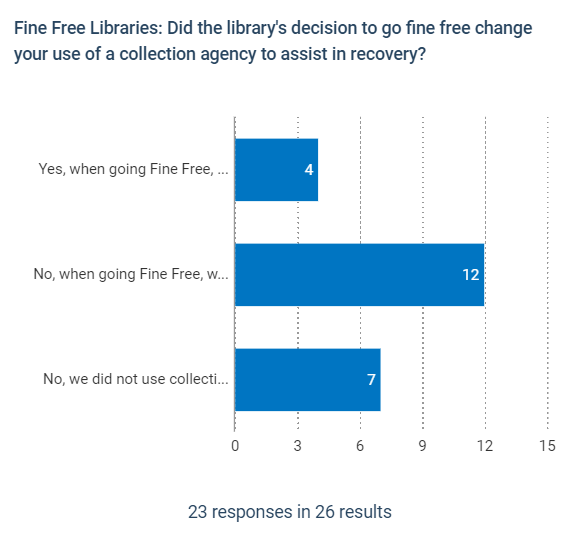 Fine Free Libraries: Did the library's decision to go fine free change
your use of a collection agency to assist in recovery?
Yes, when going Fine Free, ...
4
No, when going Fine Free, w...
12
No, we did not use collecti...
7
0 3 6 9 12 15
23 responses in 26 results